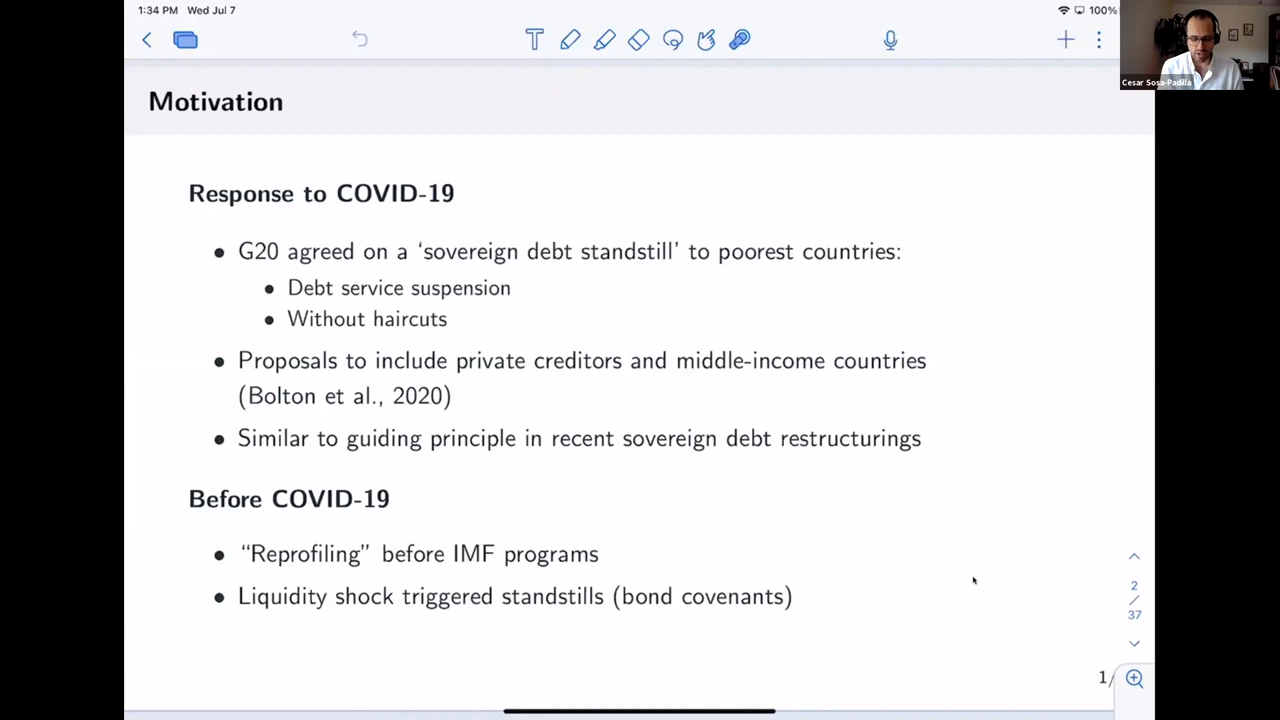 1:34 PM Wed Jul 7
100%
Cesar Sosa-Padilla
Motivation
Response to COVID-19
• G20 agreed on a ‘sovereign debt standstill’ to poorest countries:
• Debt service suspension
• Without haircuts
• Proposals to include private creditors and middle-income countries
(Bolton et al., 2020)
• Similar to guiding principle in recent sovereign debt restructurings
Before COVID-19
• “Reprofiling” before IMF programs
• Liquidity shock triggered standstills (bond covenants)
2
/
37
1/